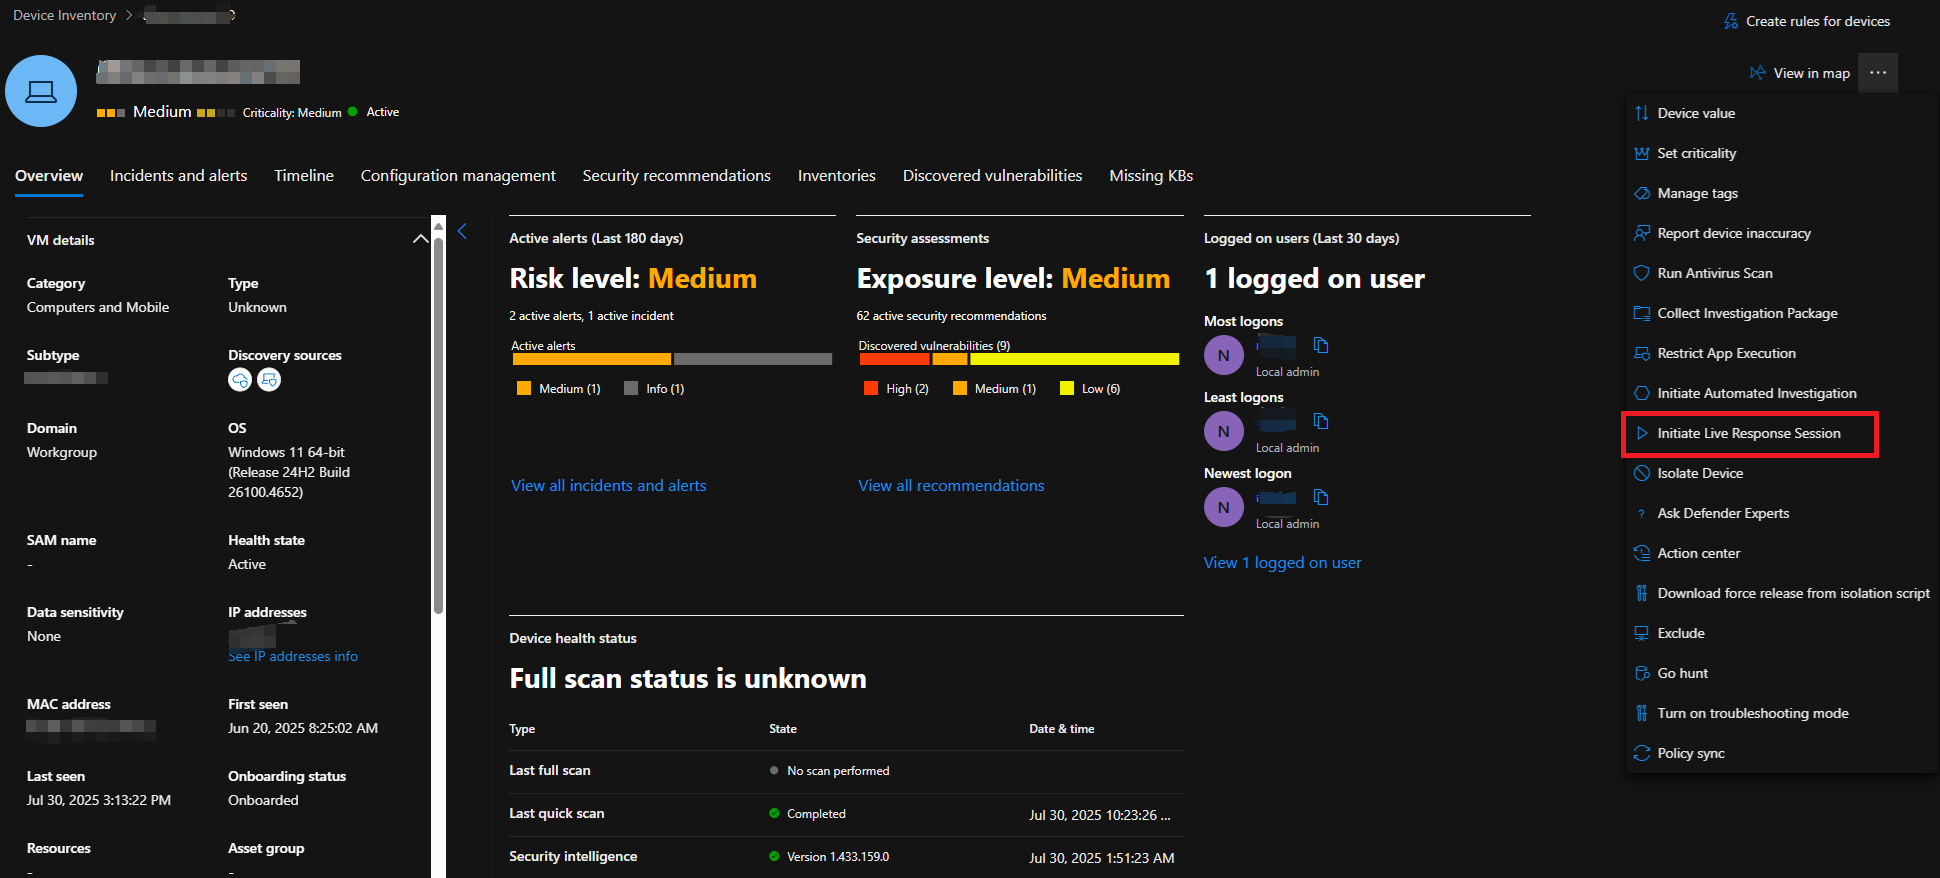 Device Inventory
Create rules for devices
View in map
Medium Criticality: Medium Active
Overview Incidents and alerts Timeline Configuration management Security recommendations Inventories Discovered vulnerabilities Missing KBs
VM details
Category Type
Computers and Mobile Unknown
Subtype Discovery sources
Domain OS
Workgroup Windows 11 64-bit
(Release 24H2 Build
26100.4652)
SAM name Health state
- Active
Data sensitivity IP addresses
None
See IP addresses info
MAC address First seen
Jun 20, 2025 8:25:02 AM
Last seen Onboarding status
Jul 30, 2025 3:13:22 PM Onboarded
Resources Asset group
Active alerts (Last 180 days)
Risk level: Medium
2 active alerts, 1 active incident
Active alerts
Medium (1) Info (1)
View all incidents and alerts
Security assessments
Exposure level: Medium
62 active security recommendations
Discovered vulnerabilities (9)
High (2) Medium (1) Low (6)
View all recommendations
Logged on users (Last 30 days)
1 logged on user
Most logons
N
Local admin
Least logons
N
Local admin
Newest logon
N
Local admin
View 1 logged on user
Device health status
Full scan status is unknown
Type State Date & time
Last full scan No scan performed
Last quick scan Completed Jul 30, 2025 10:23:26 ...
Security intelligence Version 1.433.159.0 Jul 30, 2025 1:51:23 AM
Device value
Set criticality
Manage tags
Report device inaccuracy
Run Antivirus Scan
Collect Investigation Package
Restrict App Execution
Initiate Automated Investigation
Initiate Live Response Session
Isolate Device
Ask Defender Experts
Action center
Download force release from isolation script
Exclude
Go hunt
Turn on troubleshooting mode
Policy sync